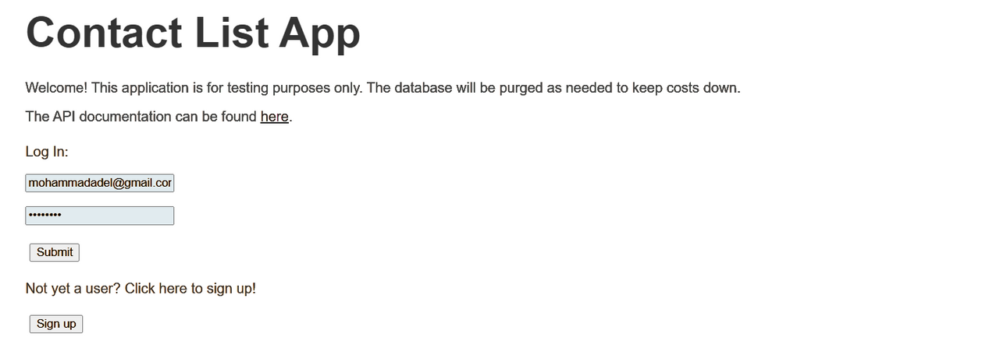 Contact List App
Welcome! This application is for testing purposes only. The database will be purged as needed to keep costs down.
The API documentation can be found here.
Log In:
mohammadadel@gmail.cor
••••••••
Submit
Not yet a user? Click here to sign up!
Sign up